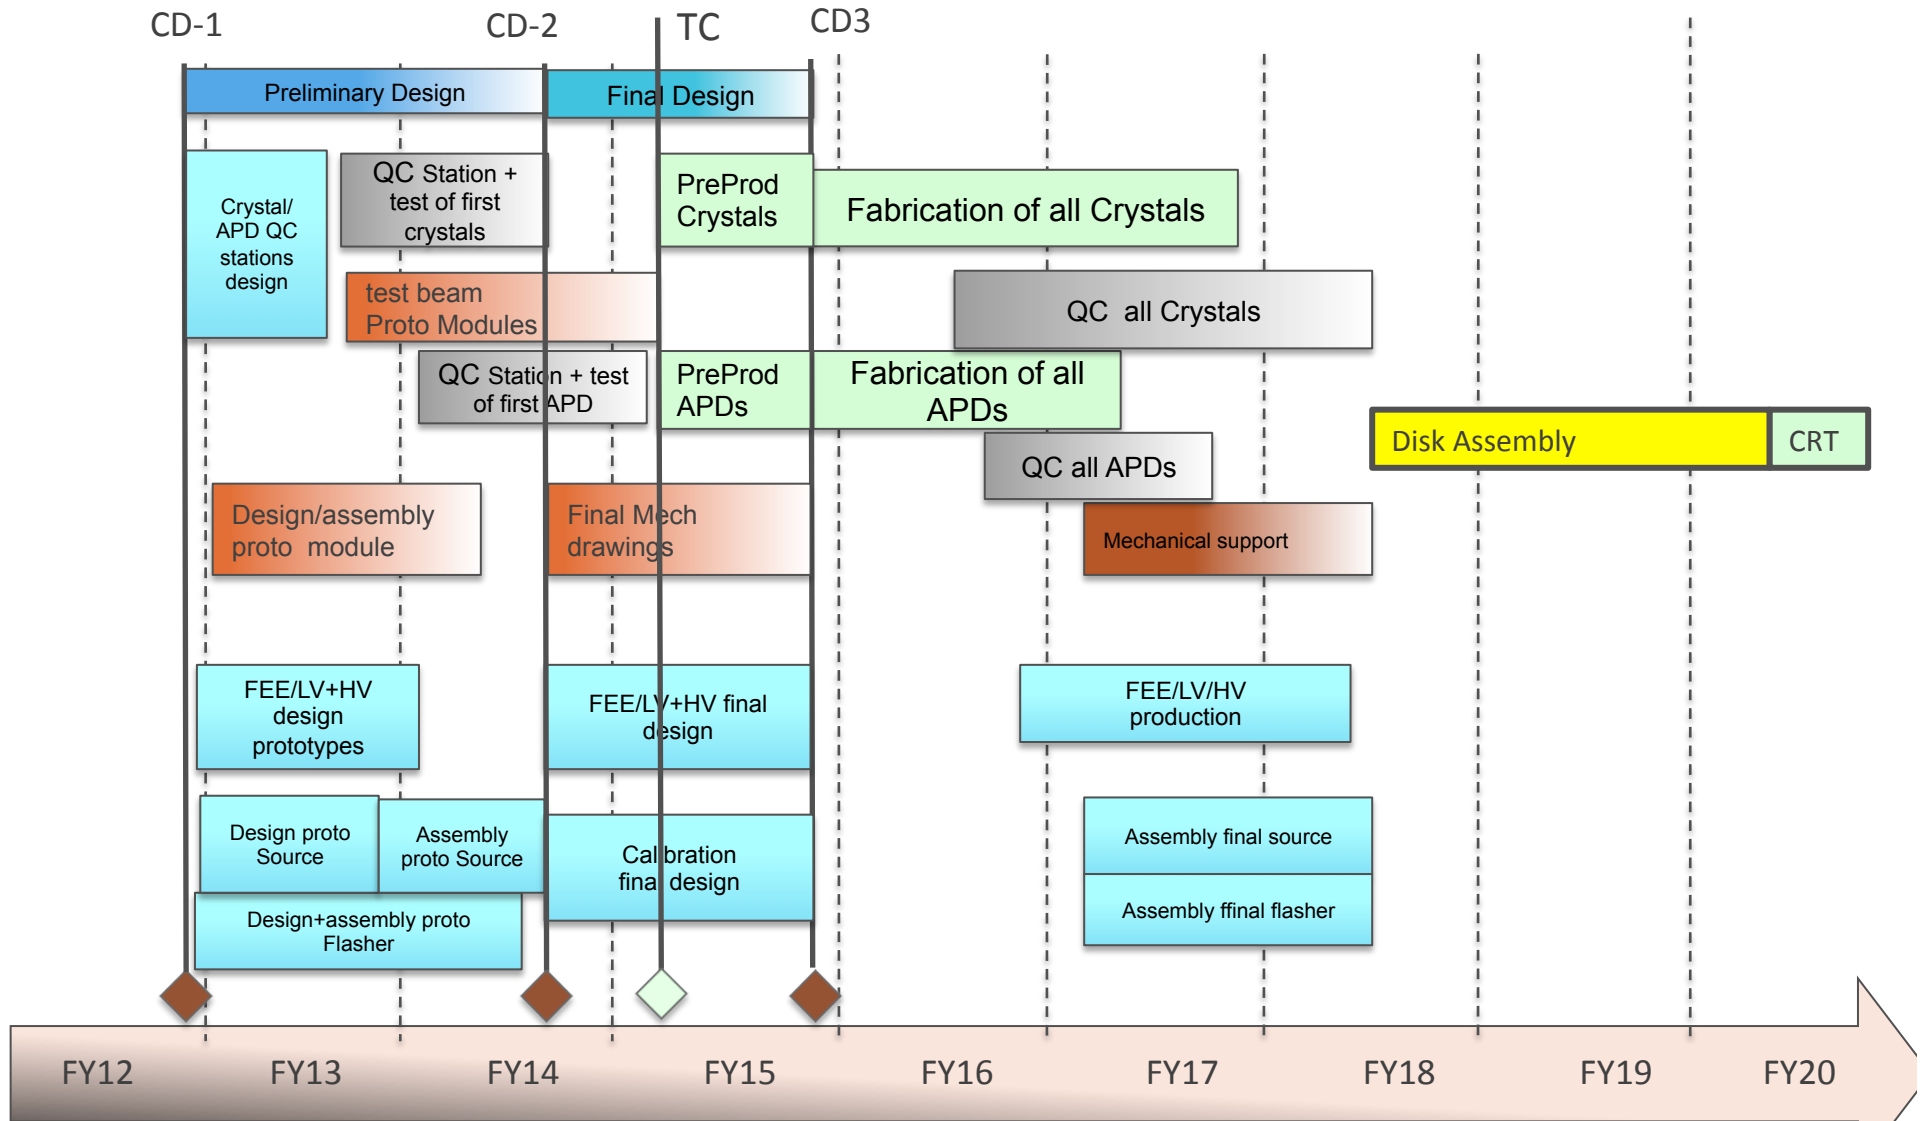 CD-1
CD-2
TC
CD3
Preliminary Design
Final Design
Crystal/
APD QC
stations
design
QC Station +
test of first
crystals
PreProd
Crystals
Fabrication of all Crystals
test beam
Proto Modules
QC all Crystals
QC Station + test
of first APD
PreProd
APDs
Fabrication of all
APDs
Disk Assembly
CRT
QC all APDs
Design/assembly
proto module
Final Mech
drawings
Mechanical support
FEE/LV+HV
design
prototypes
FEE/LV+HV final
design
FEE/LV/HV
production
Design proto
Source
Assembly
proto Source
Calibration
final design
Assembly final source
Design+assembly proto
Flasher
Assembly ffinal flasher
FY12
FY13
FY14
FY15
FY16
FY17
FY18
FY19
FY20